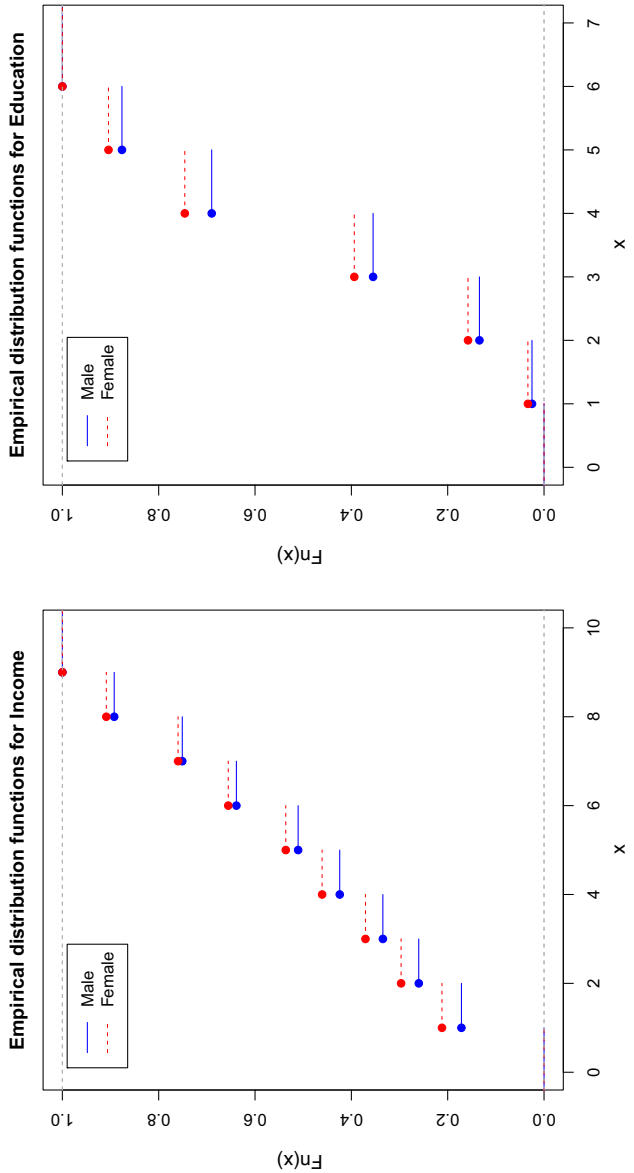 Empirical distribution functions for Income
Fn(x)
1.0
0.8
0.6
0.4
0.2
0.0
Male
Female
0 2 4 6 8 10
x
Empirical distribution functions for Education
Fn(x)
1.0
0.8
0.6
0.4
0.2
0.0
Male
Female
0 1 2 3 4 5 6 7
x